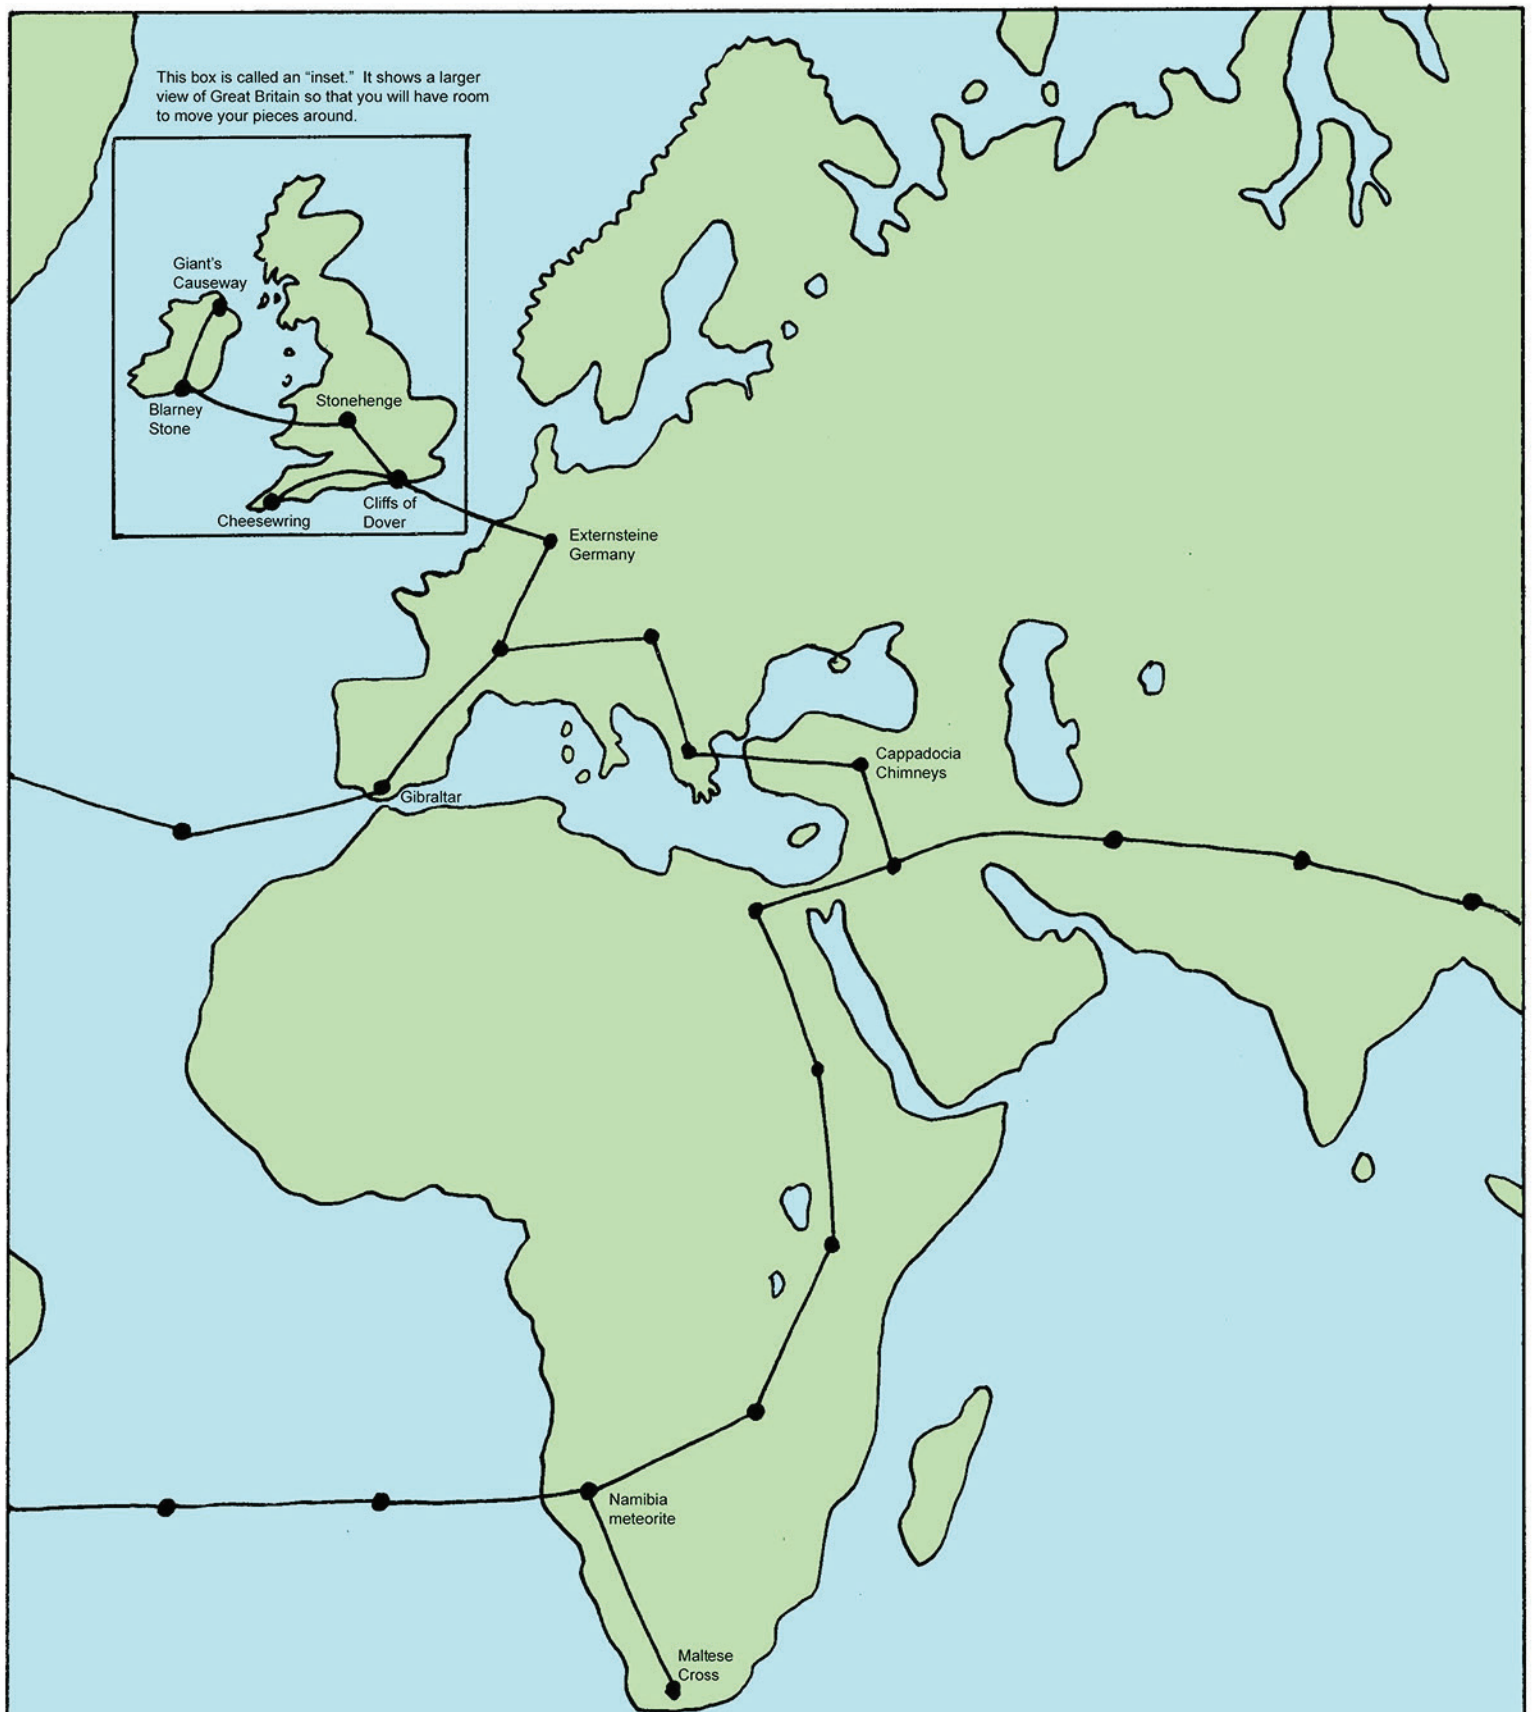 This box is called an "inset." It shows a larger
view of Great Britain so that you will have room
to move your pieces around.
Giant's
Causeway
Stonehenge
Blarney
Stone
Cheesewring
Cliffs of
Dover
Externsteine
Germany
Cappadocia
Chimneys
Gibraltar
Namibia
meteorite
Maltese
Cross